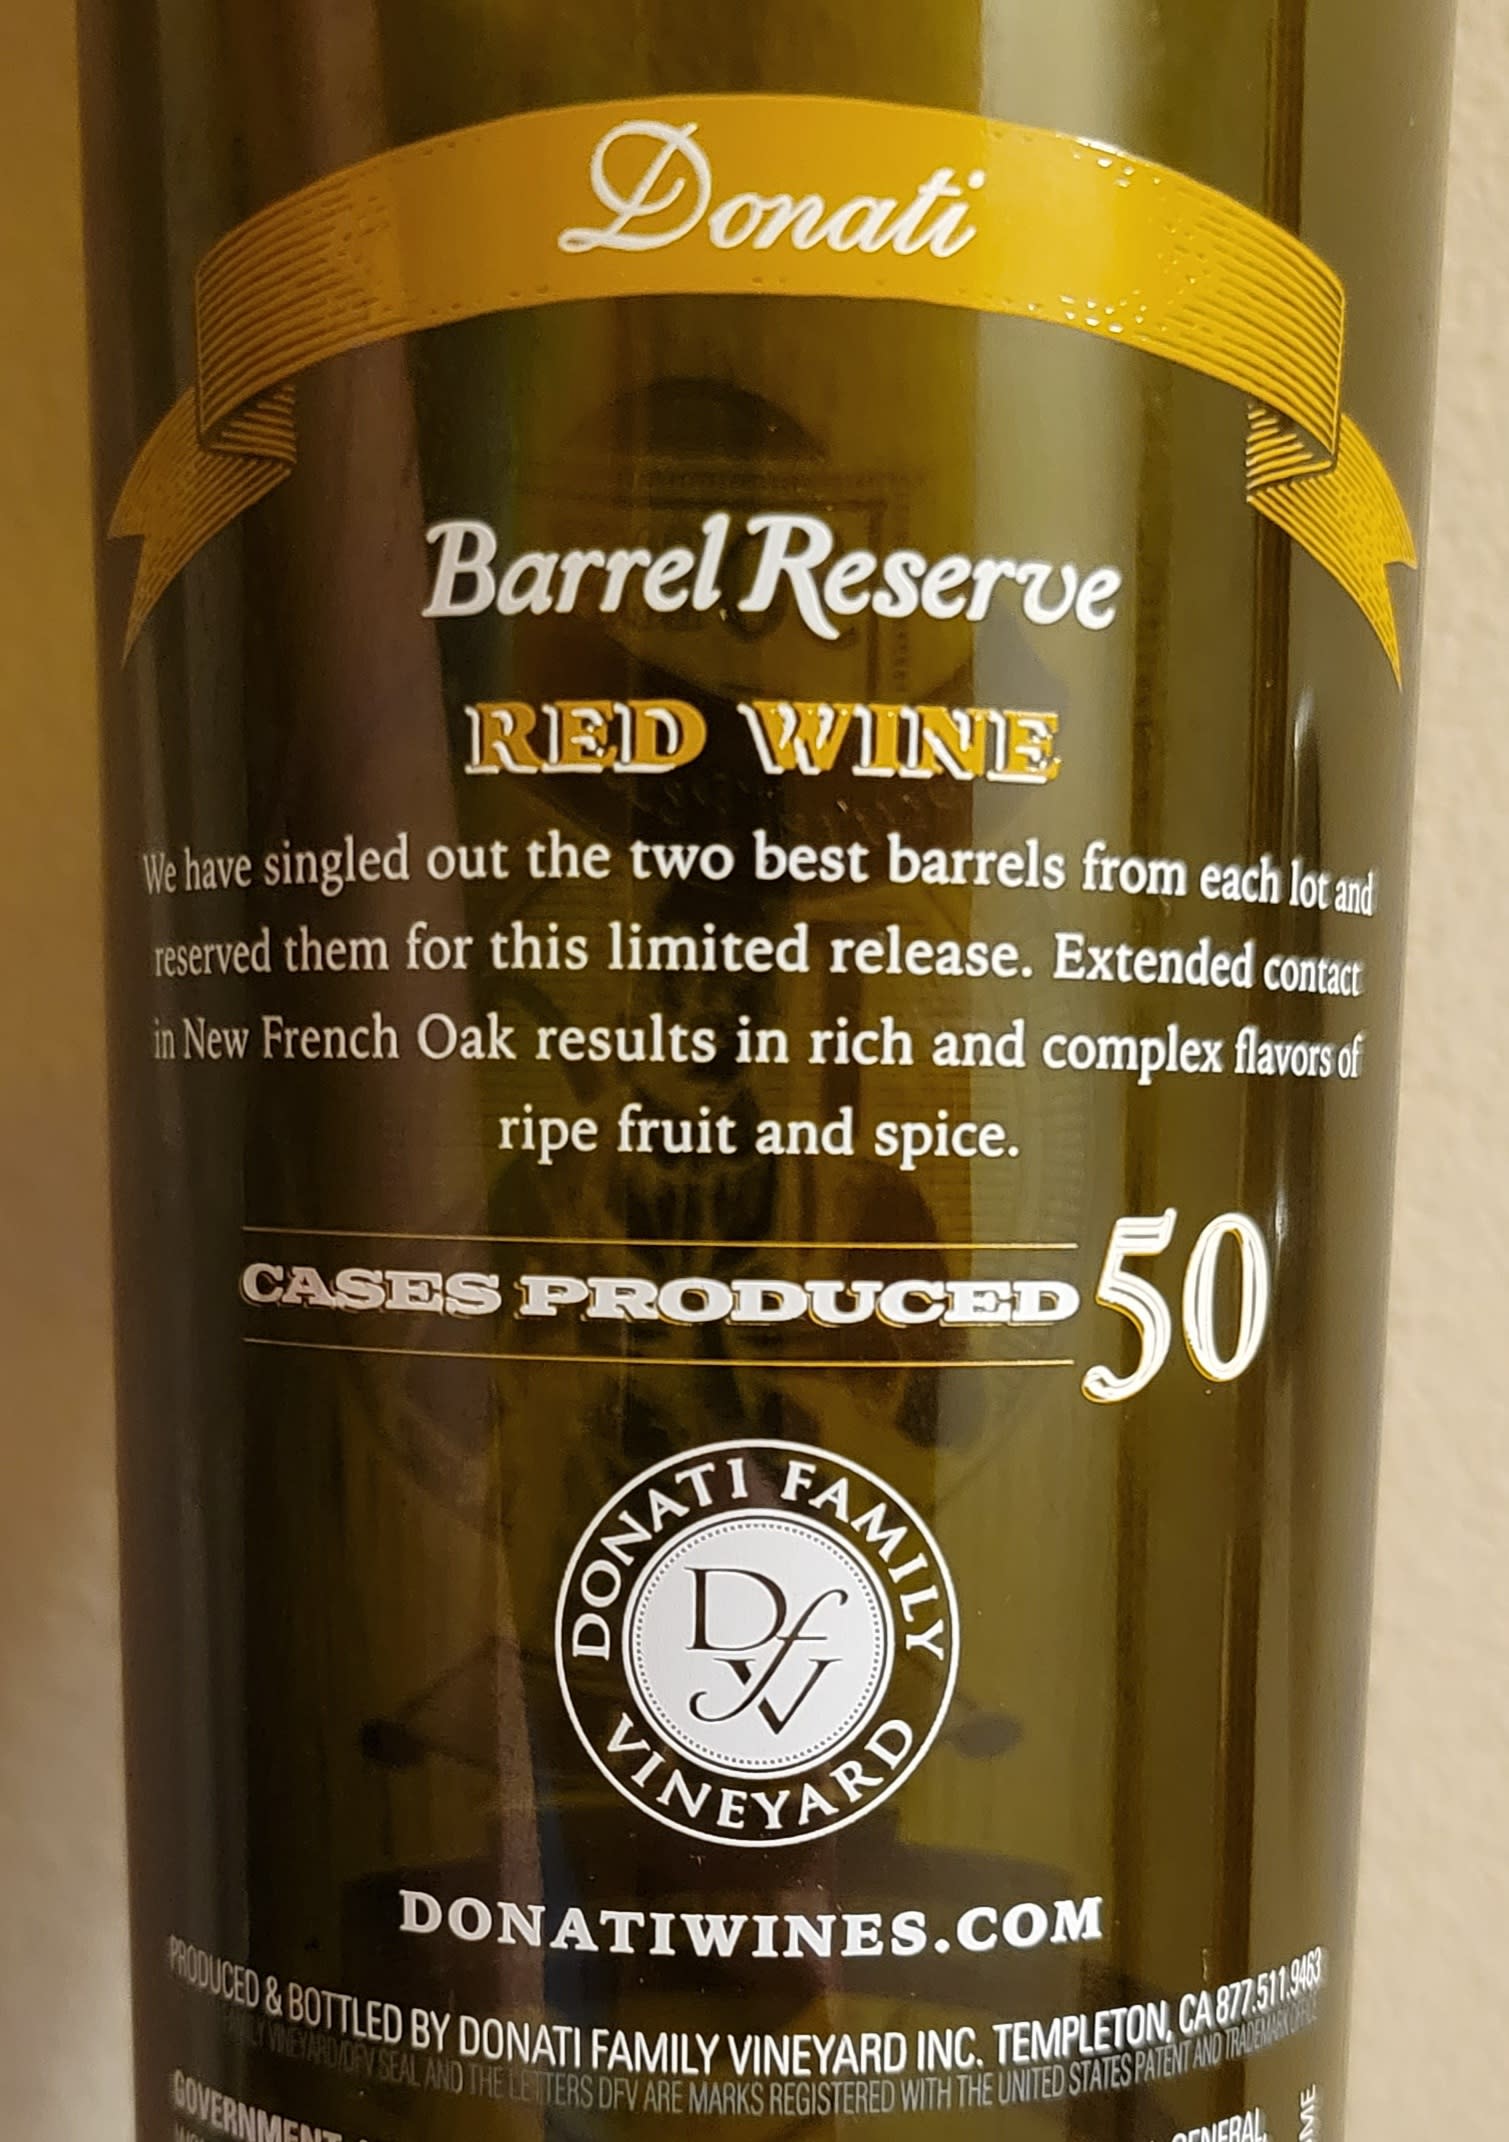 Donati
Barrel Reserve
RED WINE
We have singled out the two best barrels from each lot and
reserved them for this limited release. Extended contact
in New French Oak results in rich and complex flavors of
ripe fruit and spice.
CASES PRODUCED 50
DONATI FAMILY
DfV
VINEYARD
DONATIWINES.COM
PRODUCED & BOTTLED BY DONATI FAMILY VINEYARD INC. TEMPLETON, CA 877.511.9463
FAMILY VINEYARD/DFV SEAL AND THE LETTERS DFV ARE MARKS REGISTERED WITH THE UNITED STATES PATENT AND TRADEMARK OFFICE
GOVERNMENT GENERAL,